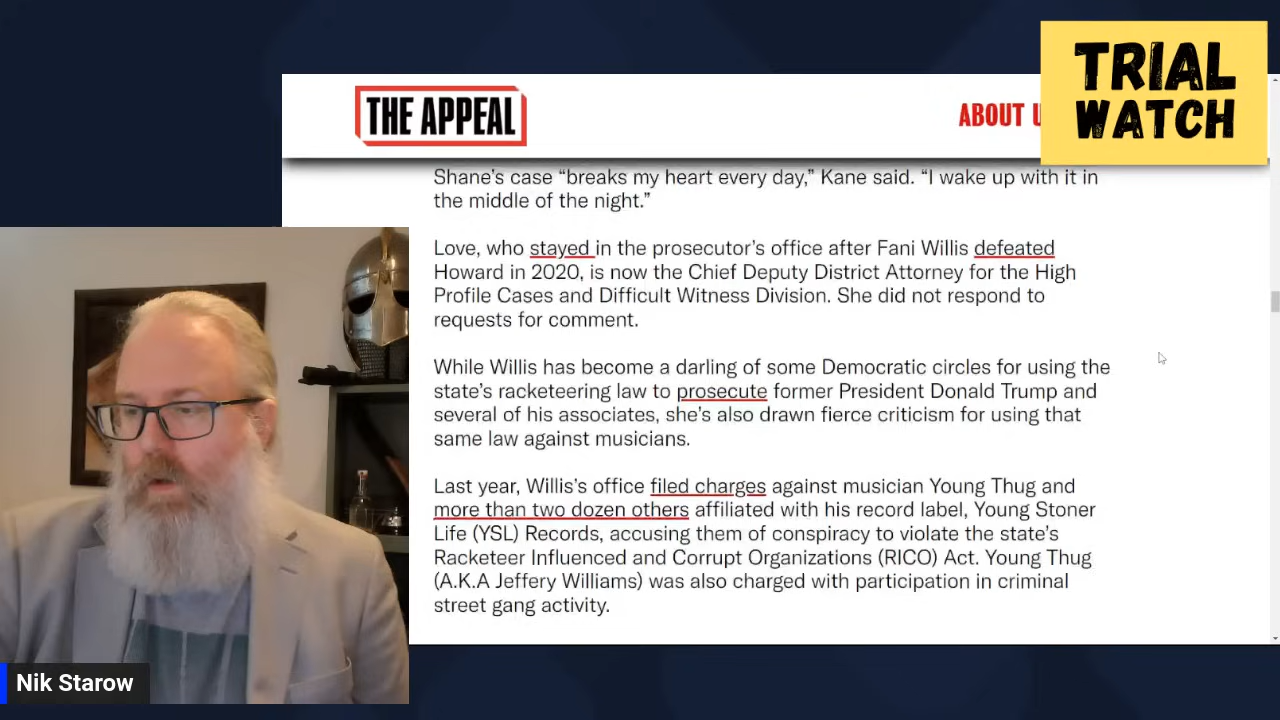 TRIAL
WATCH
THE APPEAL
ABOUT
Shane’s case “breaks my heart every day,” Kane said. “I wake up with it in
the middle of the night.”
Love, who stayed in the prosecutor’s office after Fani Willis defeated
Howard in 2020, is now the Chief Deputy District Attorney for the High
Profile Cases and Difficult Witness Division. She did not respond to
requests for comment.
While Willis has become a darling of some Democratic circles for using the
state’s racketeering law to prosecute former President Donald Trump and
several of his associates, she’s also drawn fierce criticism for using that
same law against musicians.
Last year, Willis’s office filed charges against musician Young Thug and
more than two dozen others affiliated with his record label, Young Stoner
Life (YSL) Records, accusing them of conspiracy to violate the state’s
Racketeer Influenced and Corrupt Organizations (RICO) Act. Young Thug
(A.K.A Jeffery Williams) was also charged with participation in criminal
street gang activity.
Nik Starow